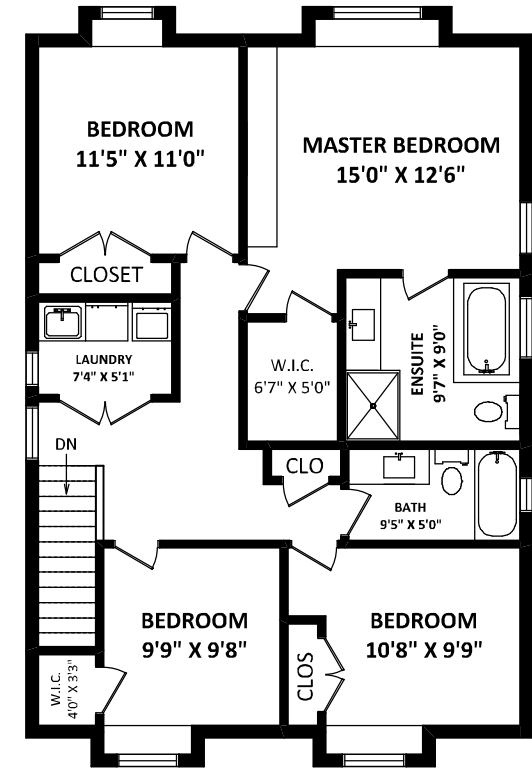 BEDROOM
11'5" X 11'0"
MASTER BEDROOM
15'0" X 12'6"
CLOSET
LAUNDRY
7'4" X 5'1"
W.I.C.
6'7" X 5'0"
ENSUITE
9'7" X 9'0"
DN
CLO
BATH
9'5" X 5'0"
BEDROOM
9'9" X 9'8"
BEDROOM
10'8" X 9'9"
W.I.C.
4'0" X 3'3"
CLOS